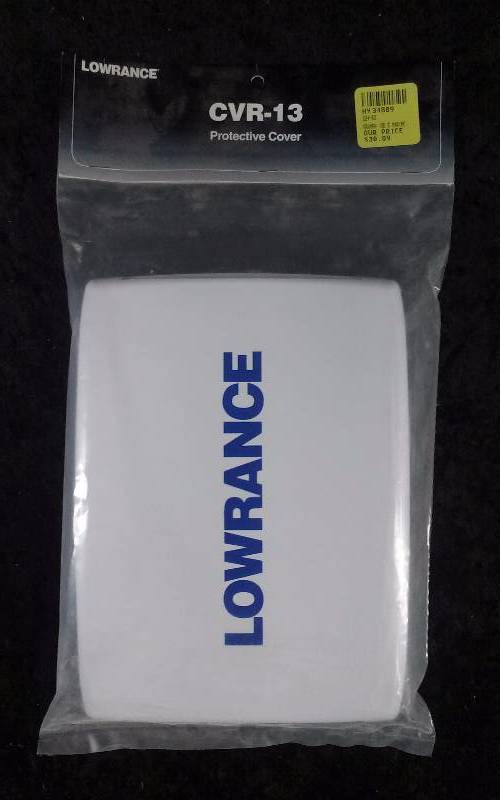 LOWRANCE
CVR-13
Protective Cover
OUR PRICE
LOWRANCE